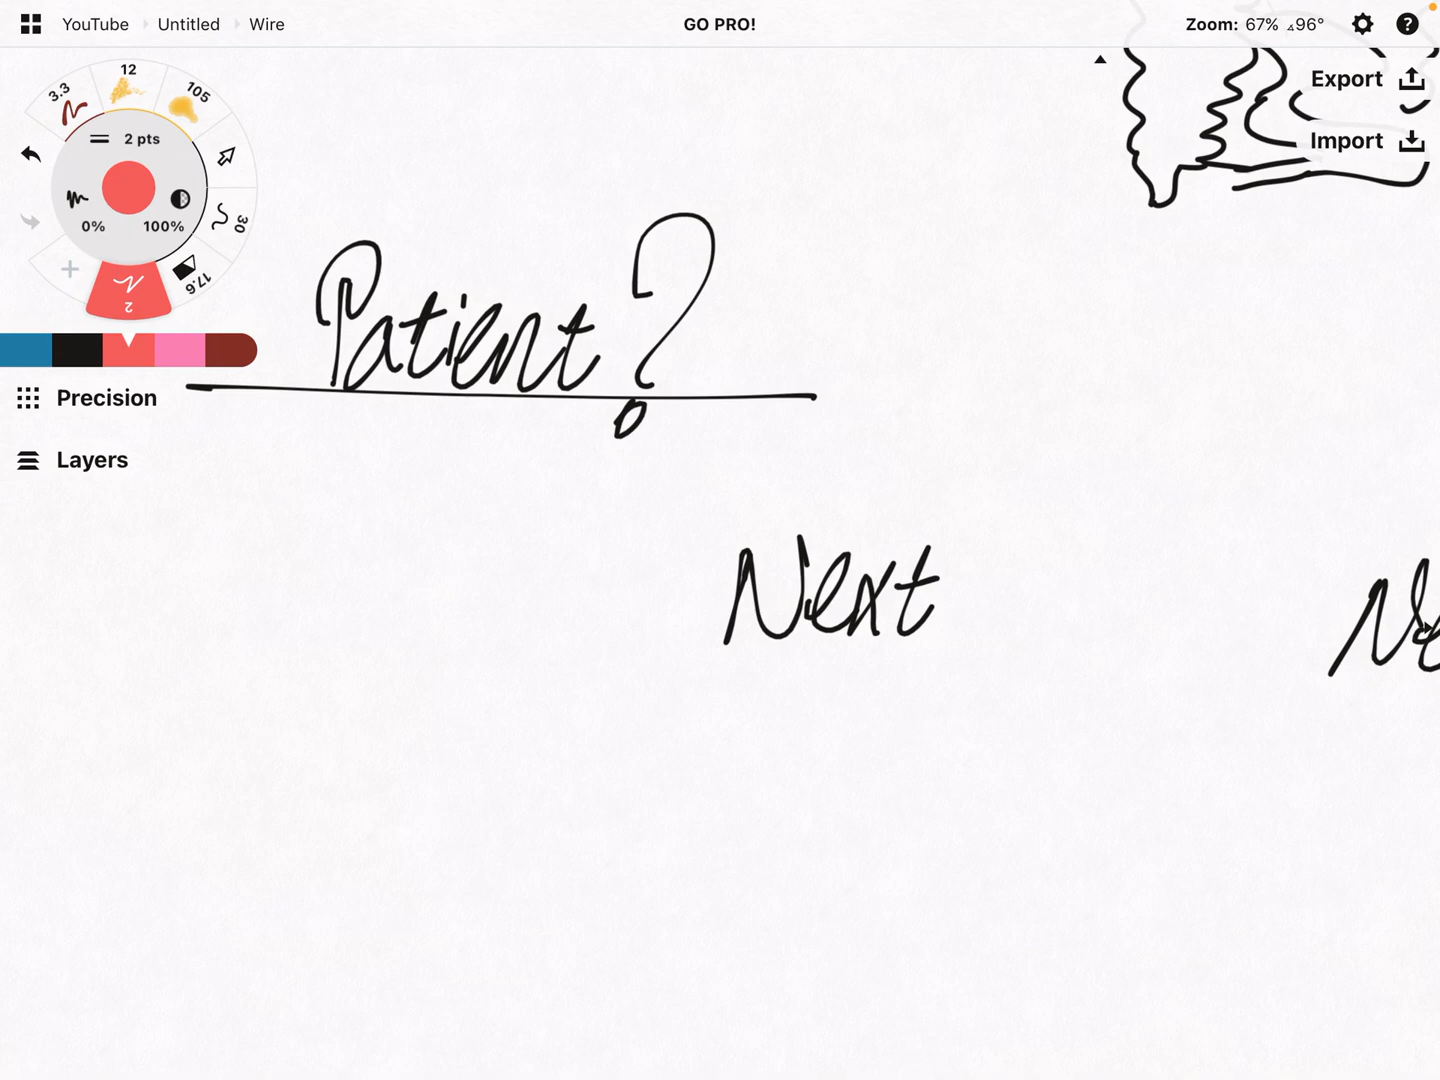 YouTube Untitled Wire GO PRO! Zoom: 67% ⊿96° ?
Export
Import
12
3.3 105
2 pts
0% 100%
30
17.6
2
Precision
Layers
Patient?
Next